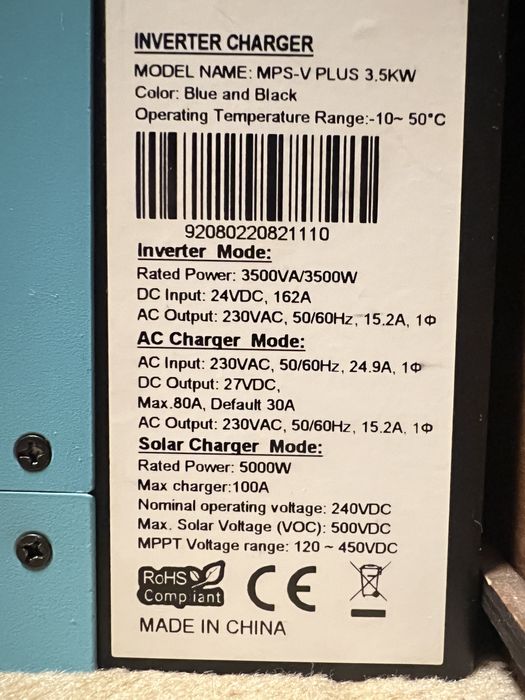 INVERTER CHARGER
MODEL NAME: MPS-V PLUS 3.5KW
Color: Blue and Black
Operating Temperature Range:-10~ 50°C
92080220821110
Inverter Mode:
Rated Power: 3500VA/3500W
DC Input: 24VDC, 162A
AC Output: 230VAC, 50/60Hz, 15.2A, 1Φ
AC Charger Mode:
AC Input: 230VAC, 50/60Hz, 24.9A, 1Φ
DC Output: 27VDC,
Max.80A, Default 30A
AC Output: 230VAC, 50/60Hz, 15.2A, 1Φ
Solar Charger Mode:
Rated Power: 5000W
Max charger:100A
Nominal operating voltage: 240VDC
Max. Solar Voltage (VOC): 500VDC
MPPT Voltage range: 120 ~ 450VDC
RoHS
Compliant
CE
MADE IN CHINA